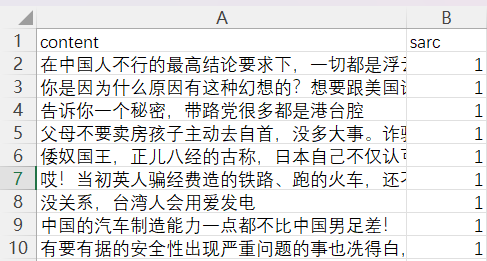 A B
1 content sarc
2 在中国人不行的最高结论要求下，一切都是浮 1
3 你是因为什么原因有这种幻想的？想要跟美国 1
4 告诉你一个秘密，带路党很多都是港台腔 1
5 父母不要卖房孩子主动去自首，没多大事。诈 1
6 倭奴国王，正儿八经的古称，日本自己不仅认 1
7 哎！当初英人骗经费造的铁路、跑的火车，还 1
8 没关系，台湾人会用爱发电 1
9 中国的汽车制造能力一点都不比中国男足差！ 1
10 有要有据的安全性出现严重问题的事也冼得白， 1